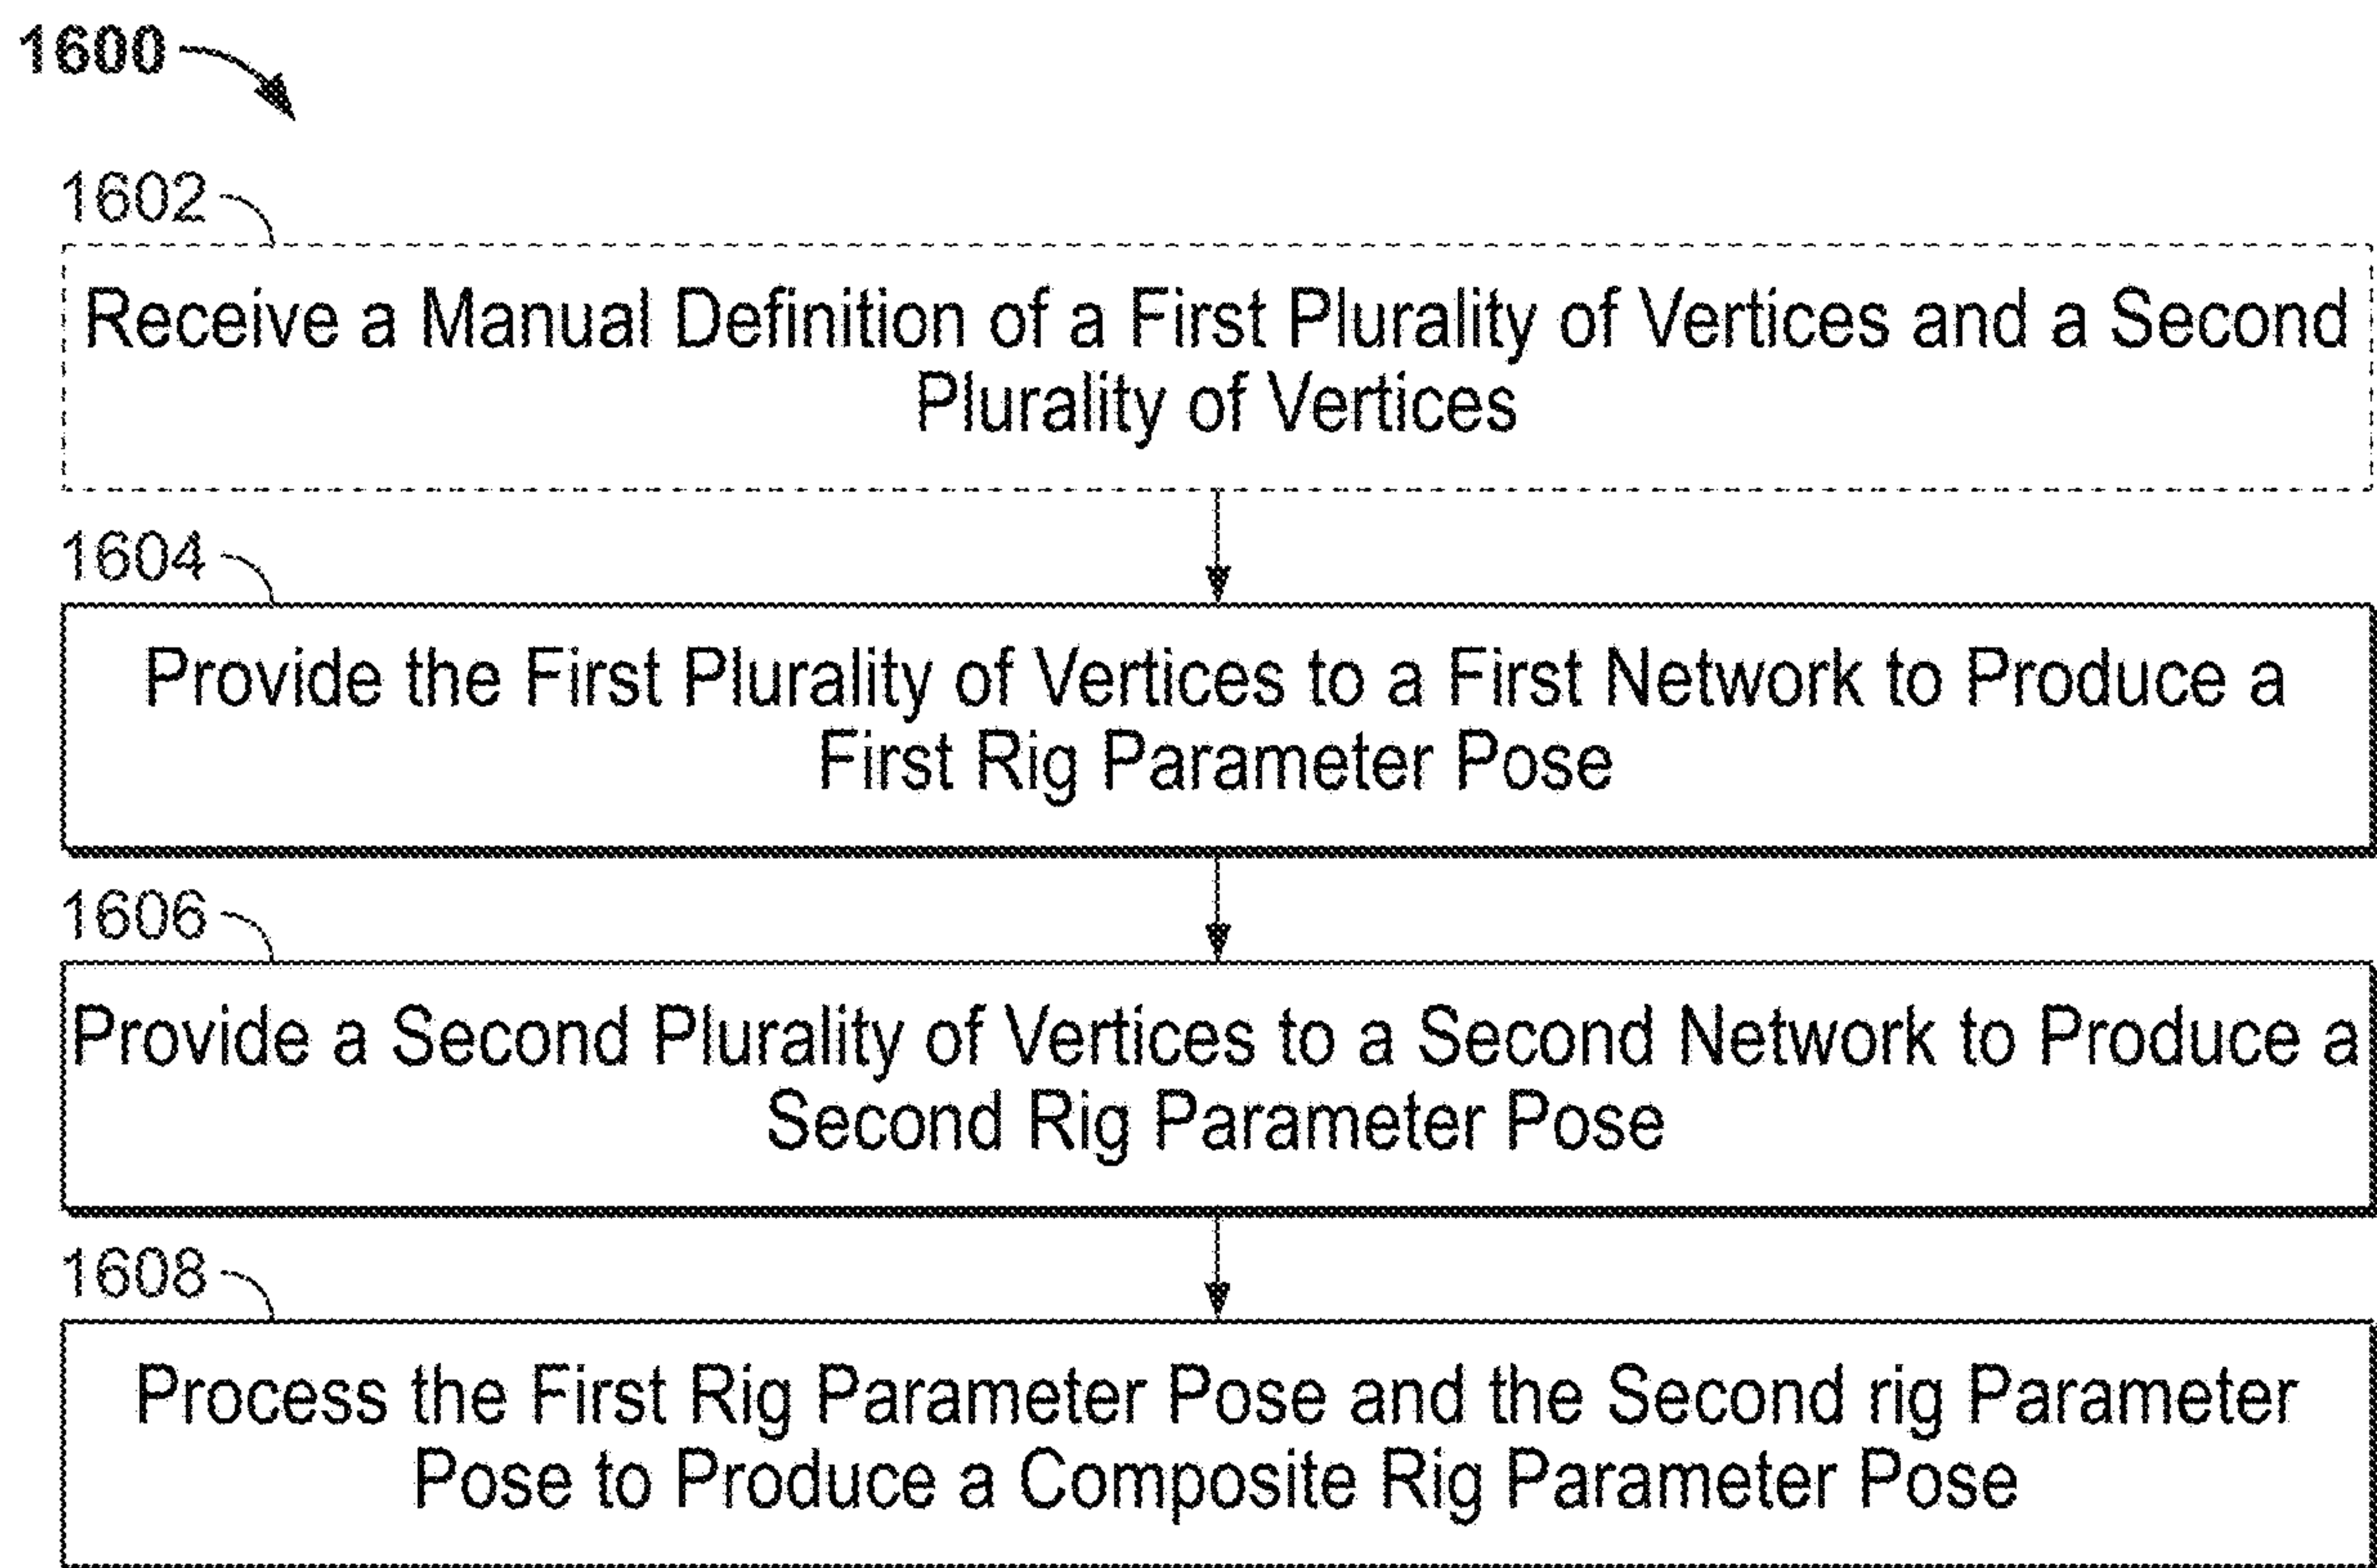 1600
1602
Receive a Manual Definition of a First Plurality of Vertices and a Second
Plurality of Vertices
1604
Provide the First Plurality of Vertices to a First Network to Produce a
First Rig Parameter Pose
1606
Provide a Second Plurality of Vertices to a Second Network to Produce a
Second Rig Parameter Pose
1608
Process the First Rig Parameter Pose and the Second rig Parameter
Pose to Produce a Composite Rig Parameter Pose